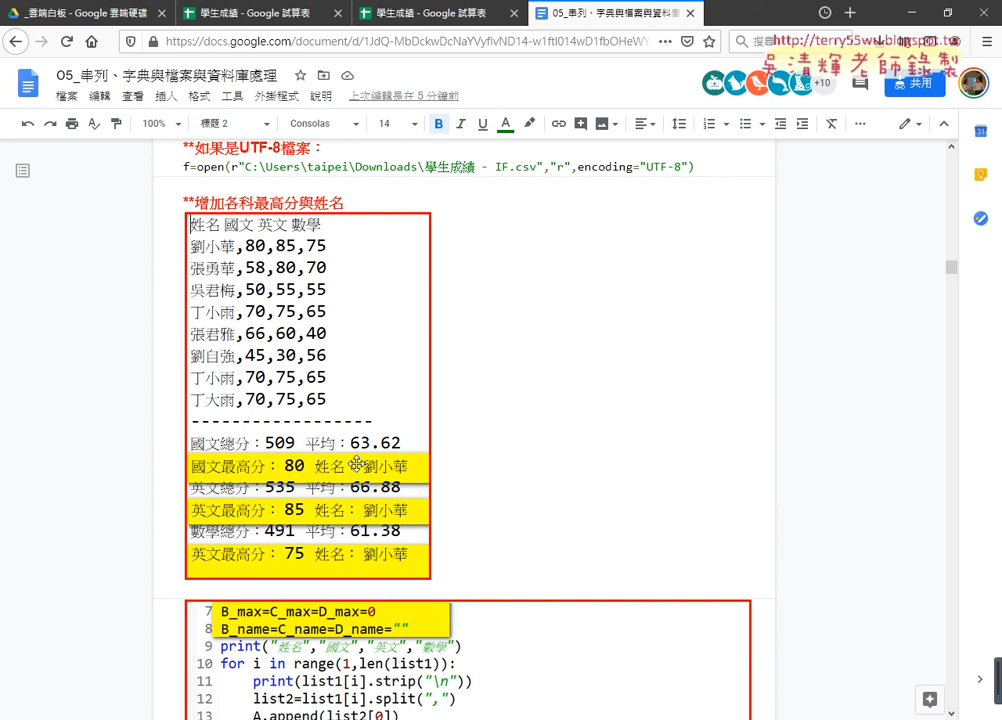 _雲端白板 - Google 雲端硬碟
學生成績 - Google 試算表
學生成績 - Google 試算表
05_串列、字典與檔案與資料庫
https://docs.google.com/document/d/1JdQ-MbDckwDcNaYVyfivND14-w1ftl014wD1fbOHeWY
搜尋
http://terry55wu.blogspot.tw
吳清輝老師錄製
05_串列、字典與檔案與資料庫處理
檔案 編輯 查看 插入 格式 工具 外掛程式 說明 上次編輯是在 5 分鐘前
+10
共用
100% 標題 2 Consolas 14 B I U A
**如果是UTF-8檔案：
f=open(r"C:\Users\taipei\Downloads\學生成績 - IF.csv","r",encoding="UTF-8")
**增加各科最高分與姓名
姓名 國文 英文 數學
劉小華,80,85,75
張勇華,58,80,70
吳君梅,50,55,55
丁小雨,70,75,65
張君雅,66,60,40
劉自強,45,30,56
丁小雨,70,75,65
丁大雨,70,75,65
------------------
國文總分：509 平均：63.62
國文最高分： 80 姓名： 劉小華
英文總分：535 平均：66.88
英文最高分： 85 姓名： 劉小華
數學總分：491 平均：61.38
英文最高分： 75 姓名： 劉小華
7 B_max=C_max=D_max=0
8 B_name=C_name=D_name=""
9 print("姓名","國文","英文","數學")
10 for i in range(1,len(list1)):
11 print(list1[i].strip("\n"))
12 list2=list1[i].split(",")
13 A.append(list2[0])
31